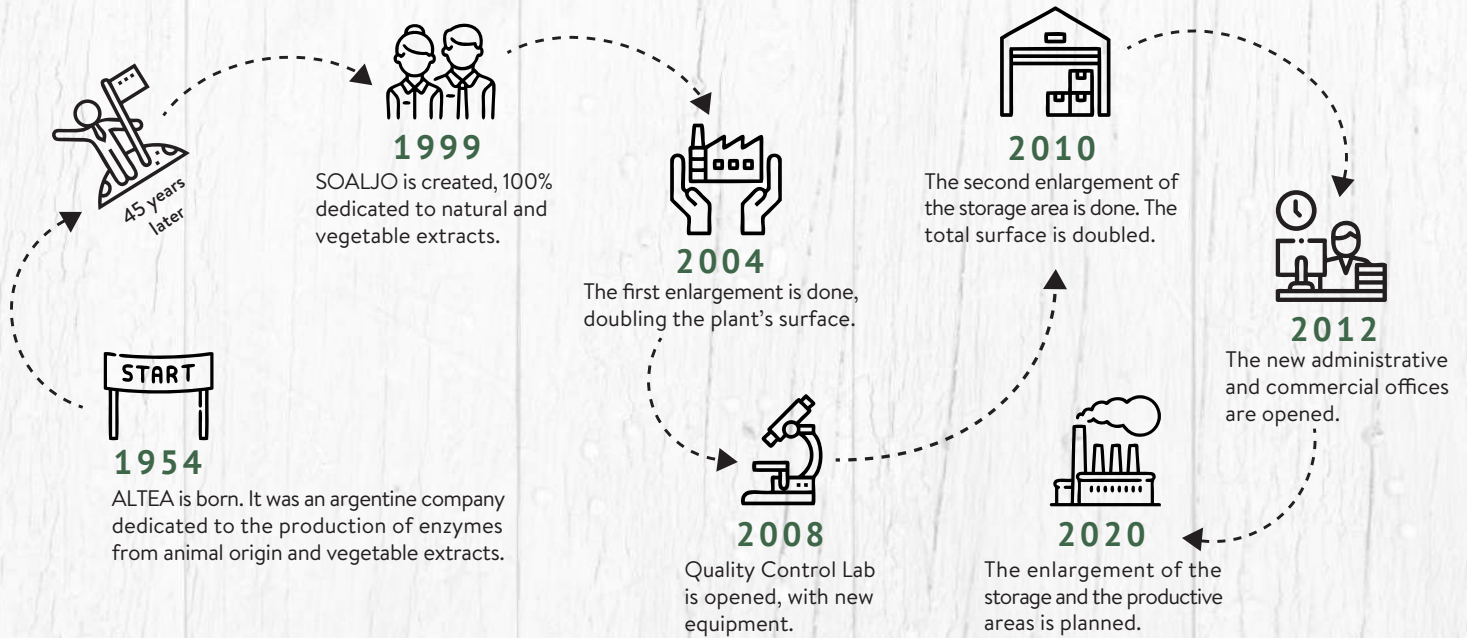 START
1954
ALTEA is born. It was an argentine company
dedicated to the production of enzymes
from animal origin and vegetable extracts.
45 years
later
1999
SOALJO is created, 100%
dedicated to natural and
vegetable extracts.
2004
The first enlargement is done,
doubling the plant's surface.
2008
Quality Control Lab
is opened, with new
equipment.
2010
The second enlargement of
the storage area is done. The
total surface is doubled.
2012
The new administrative
and commercial offices
are opened.
2020
The enlargement of the
storage and the productive
areas is planned.